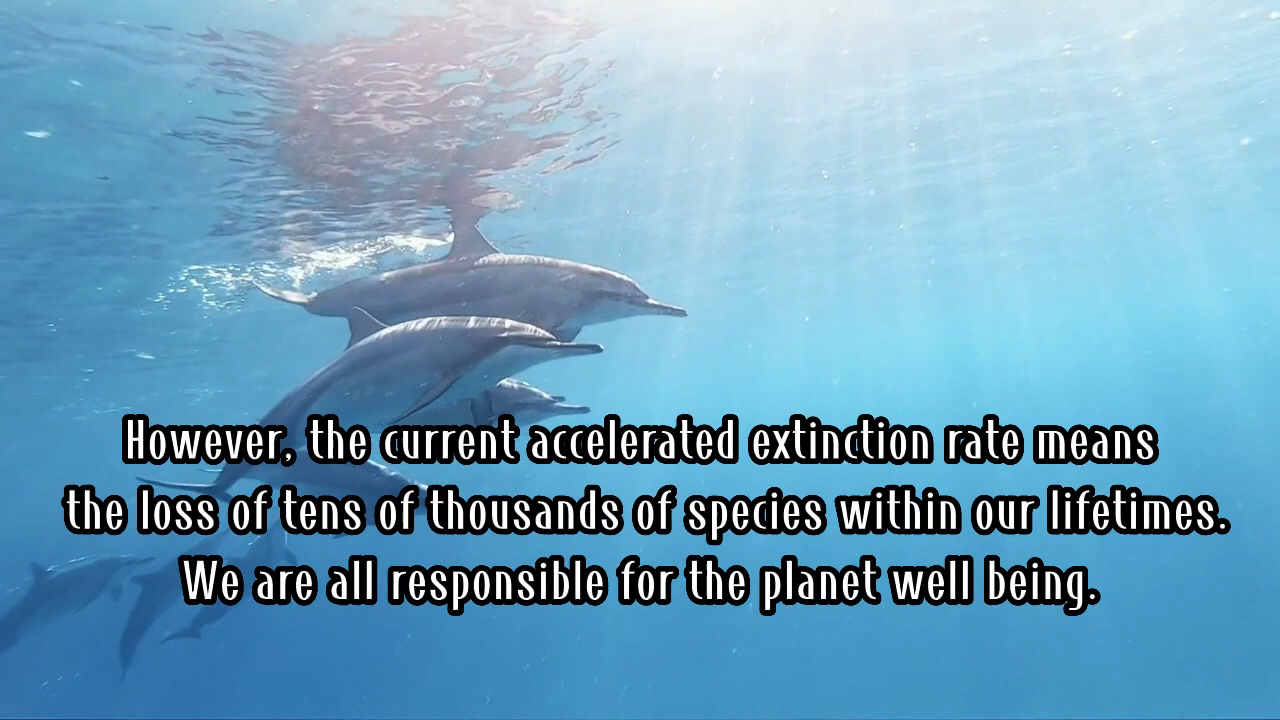 However, the current accelerated extinction rate means
the loss of tens of thousands of species within our lifetimes.
We are all responsible for the planet well being.